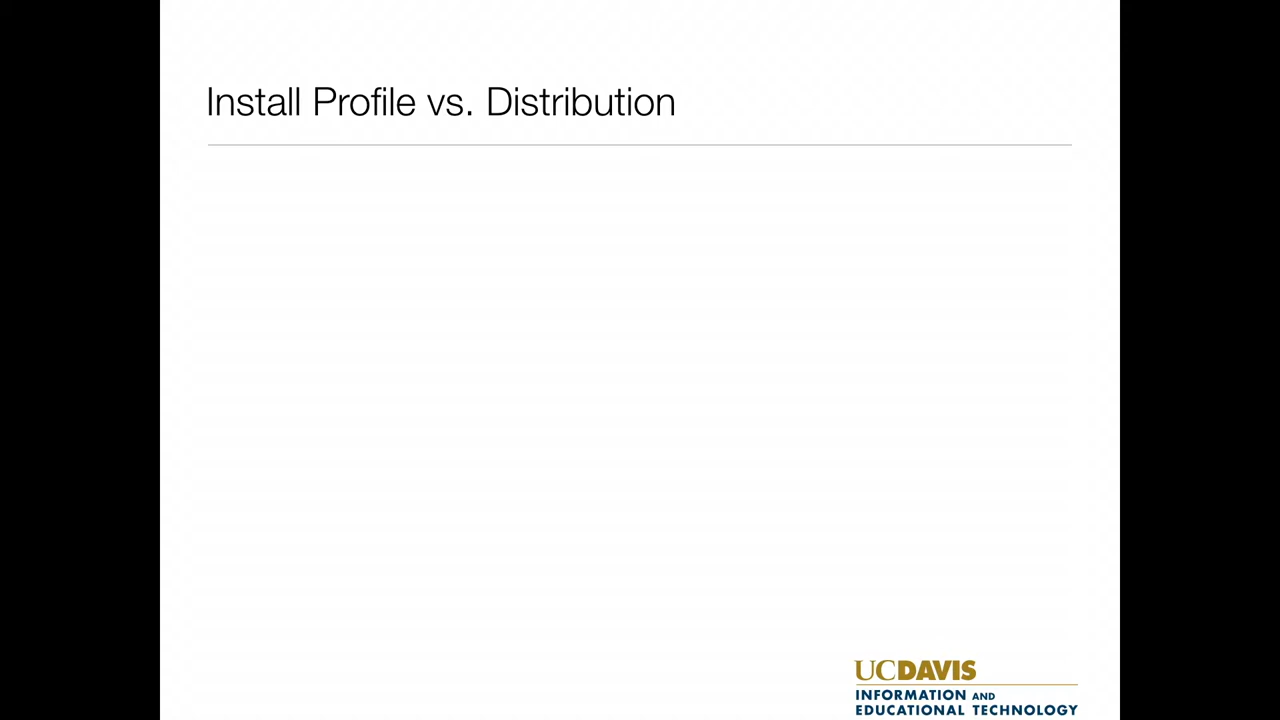 Install Profile vs. Distribution
UCDAVIS
INFORMATION AND
EDUCATIONAL TECHNOLOGY